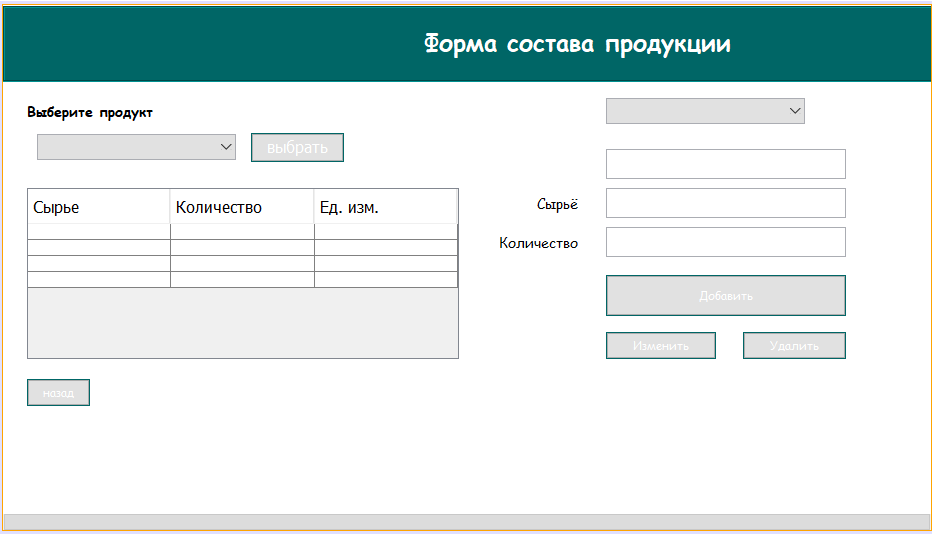 Форма состава продукции
Выберите продукт
выбрать
Сырье Количество Ед. изм.
Сырьё
Количество
Добавить
Изменить Удалить
назад